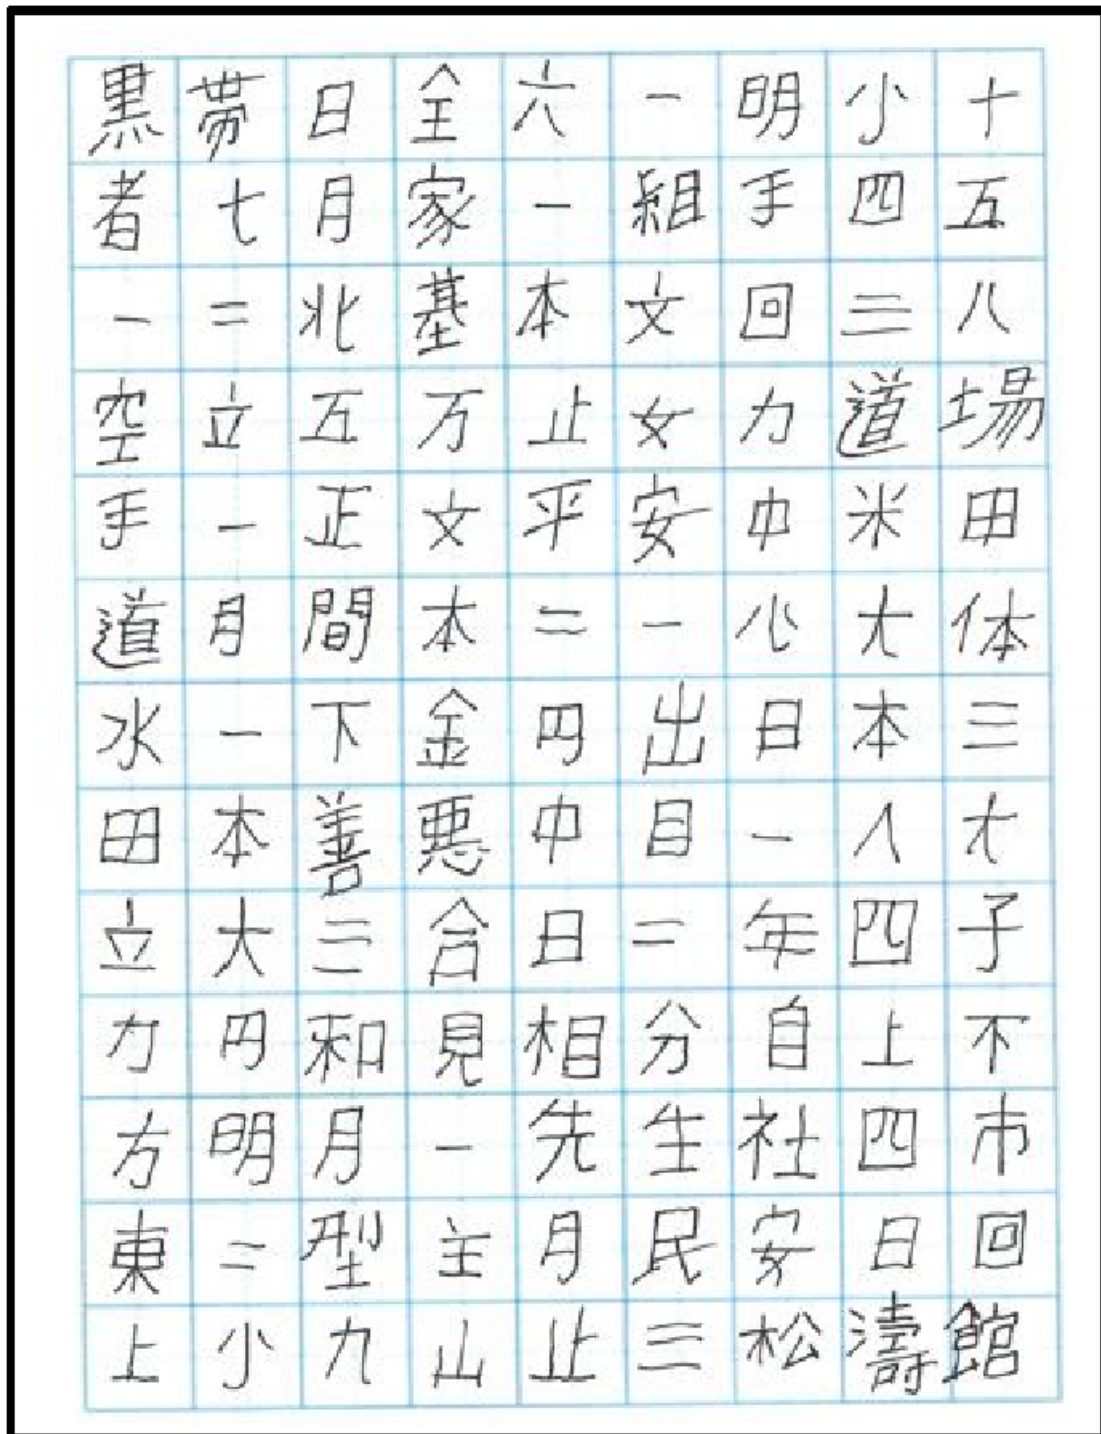 黒帯日全六一明小十
者七月家一組手四五
一二北基本文回三八
空立五万止女力道場
手一正文平安中米田
道月間本二一心大体
水一下金円出日本三
田本善悪中目一人才
立大三合日二年四子
力円和見相分自上不
方明月一先生社四市
東二型主月民安日回
上小九山止三松濤館